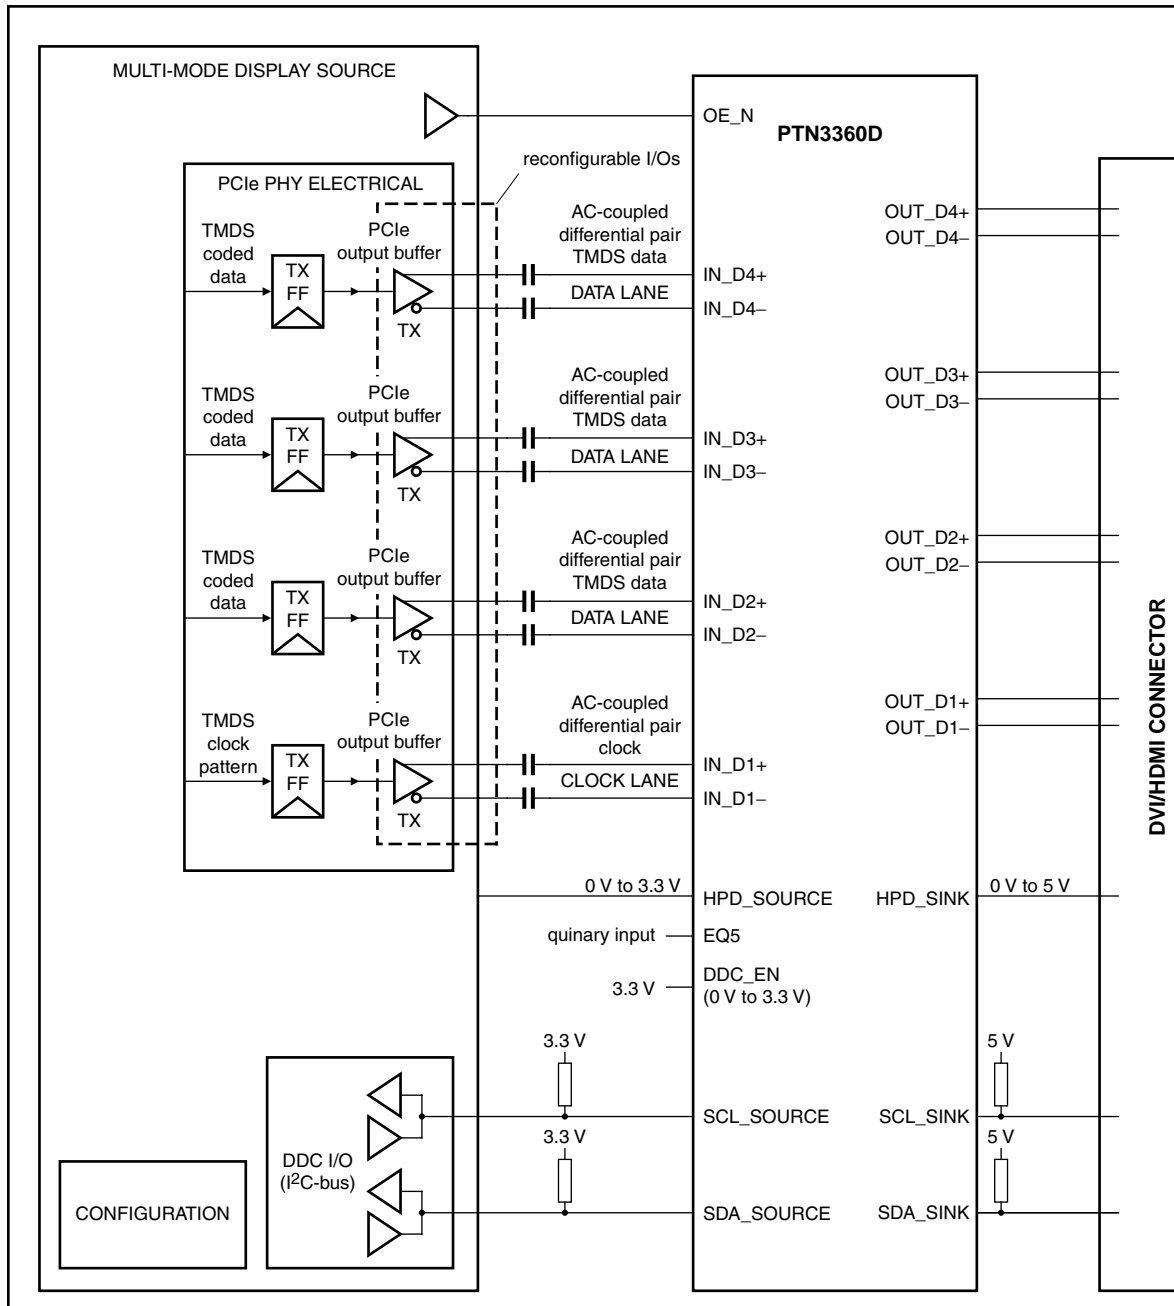 MULTI-MODE DISPLAY SOURCE
OE_N
PTN3360D
reconfigurable I/Os
PCIe PHY ELECTRICAL
TMDS
coded
data
TX
FF
PCIe
output buffer
TX
AC-coupled
differential pair
TMDS data
DATA LANE
IN_D4+
IN_D4−
OUT_D4+
OUT_D4−
TMDS
coded
data
TX
FF
PCIe
output buffer
TX
AC-coupled
differential pair
TMDS data
DATA LANE
IN_D3+
IN_D3−
OUT_D3+
OUT_D3−
TMDS
coded
data
TX
FF
PCIe
output buffer
TX
AC-coupled
differential pair
TMDS data
DATA LANE
IN_D2+
IN_D2−
OUT_D2+
OUT_D2−
TMDS
clock
pattern
TX
FF
PCIe
output buffer
TX
AC-coupled
differential pair
clock
CLOCK LANE
IN_D1+
IN_D1−
OUT_D1+
OUT_D1−
DVI/HDMI CONNECTOR
0 V to 3.3 V
HPD_SOURCE
HPD_SINK
0 V to 5 V
quinary input
EQ5
3.3 V
DDC_EN
(0 V to 3.3 V)
3.3 V
5 V
SCL_SOURCE
SCL_SINK
3.3 V
5 V
DDC I/O
(I²C-bus)
SDA_SOURCE
SDA_SINK
CONFIGURATION